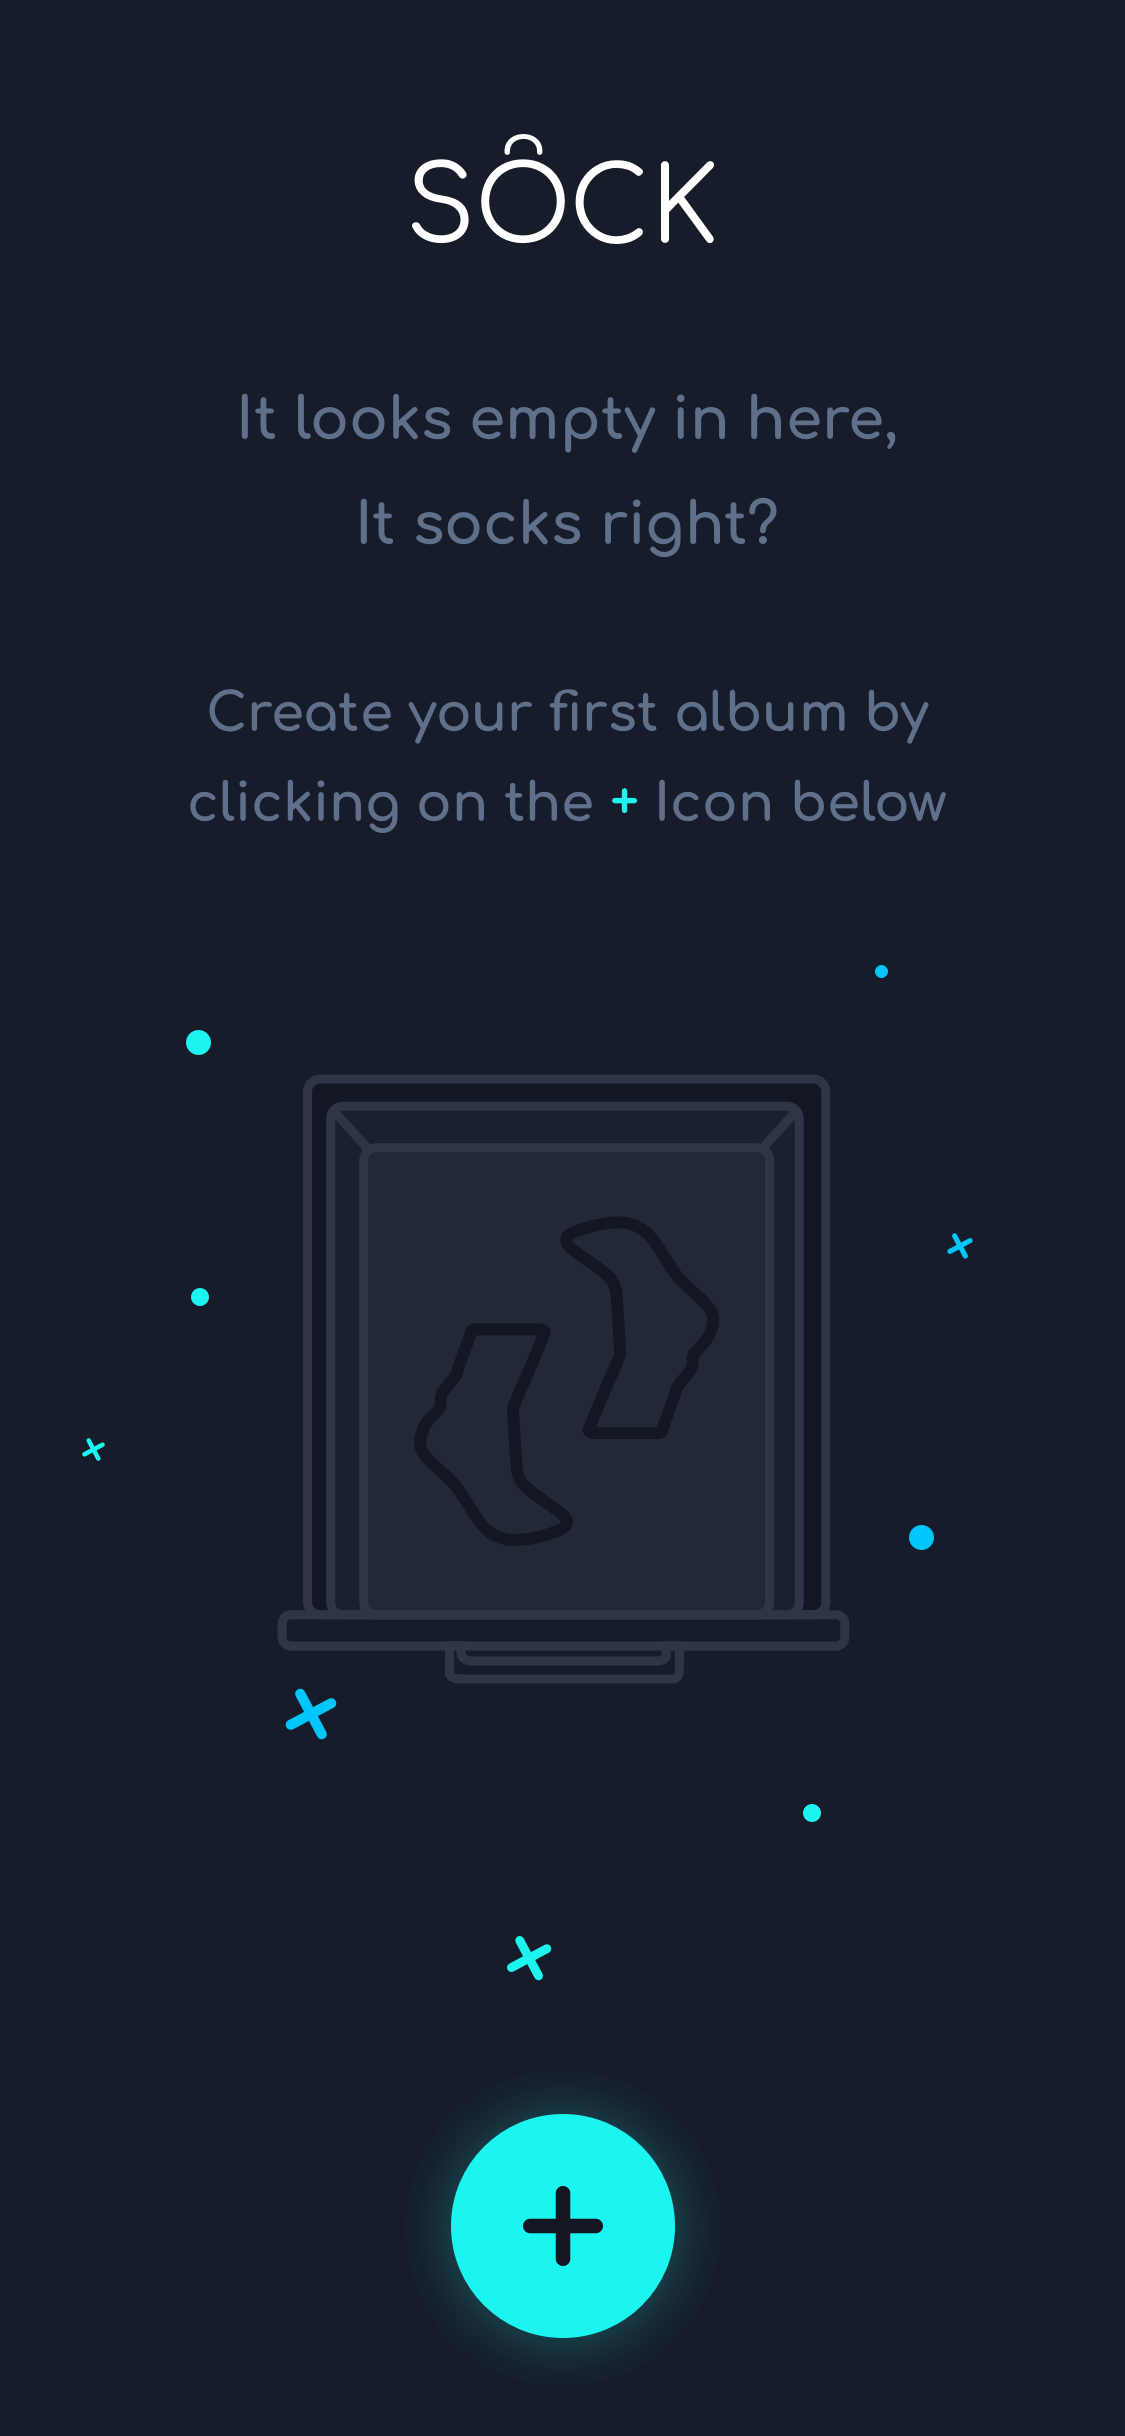 SÔCK
It looks empty in here,
It socks right?
Create your first album by
clicking on the + Icon below